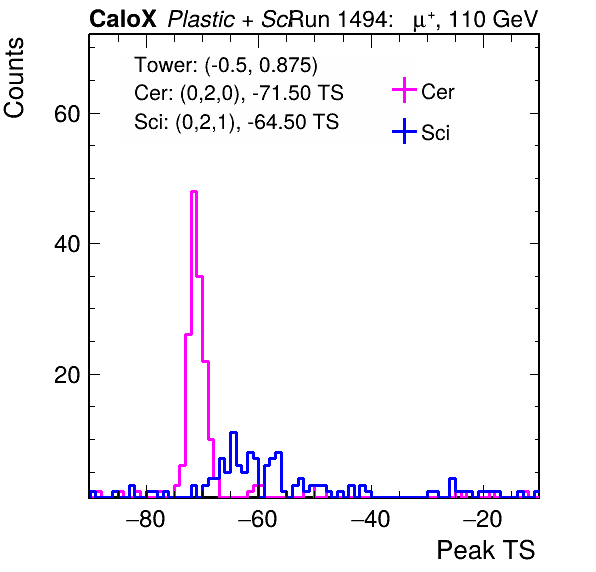 CaloX Plastic + SciRun 1494: μ+, 110 GeV
Counts
Tower: (-0.5, 0.875)
Cer: (0,2,0), -71.50 TS
Sci: (0,2,1), -64.50 TS
Cer
Sci
60
40
20
−80 −60 −40 −20
Peak TS